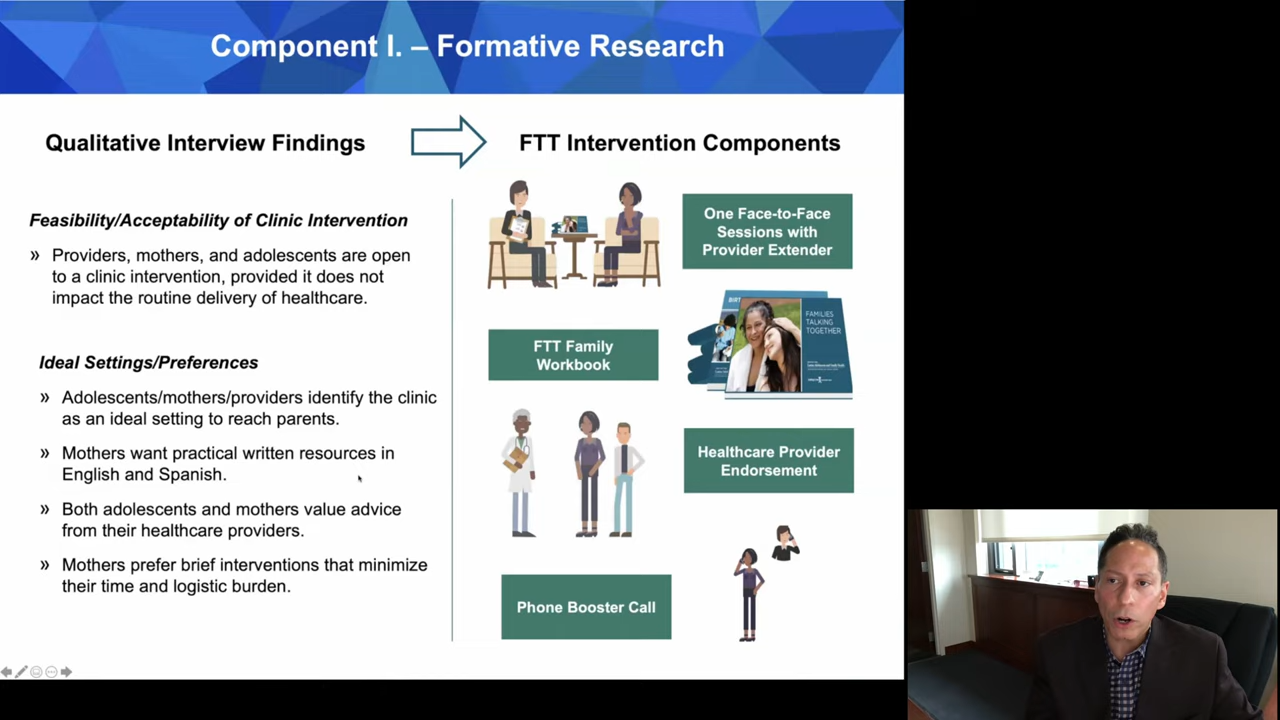 Component I. – Formative Research
Qualitative Interview Findings
Feasibility/Acceptability of Clinic Intervention
» Providers, mothers, and adolescents are open
to a clinic intervention, provided it does not
impact the routine delivery of healthcare.
Ideal Settings/Preferences
» Adolescents/mothers/providers identify the clinic
as an ideal setting to reach parents.
» Mothers want practical written resources in
English and Spanish.
» Both adolescents and mothers value advice
from their healthcare providers.
» Mothers prefer brief interventions that minimize
their time and logistic burden.
FTT Intervention Components
One Face-to-Face
Sessions with
Provider Extender
FTT Family
Workbook
FAMILIES
TALKING
TOGETHER
Healthcare Provider
Endorsement
Phone Booster Call